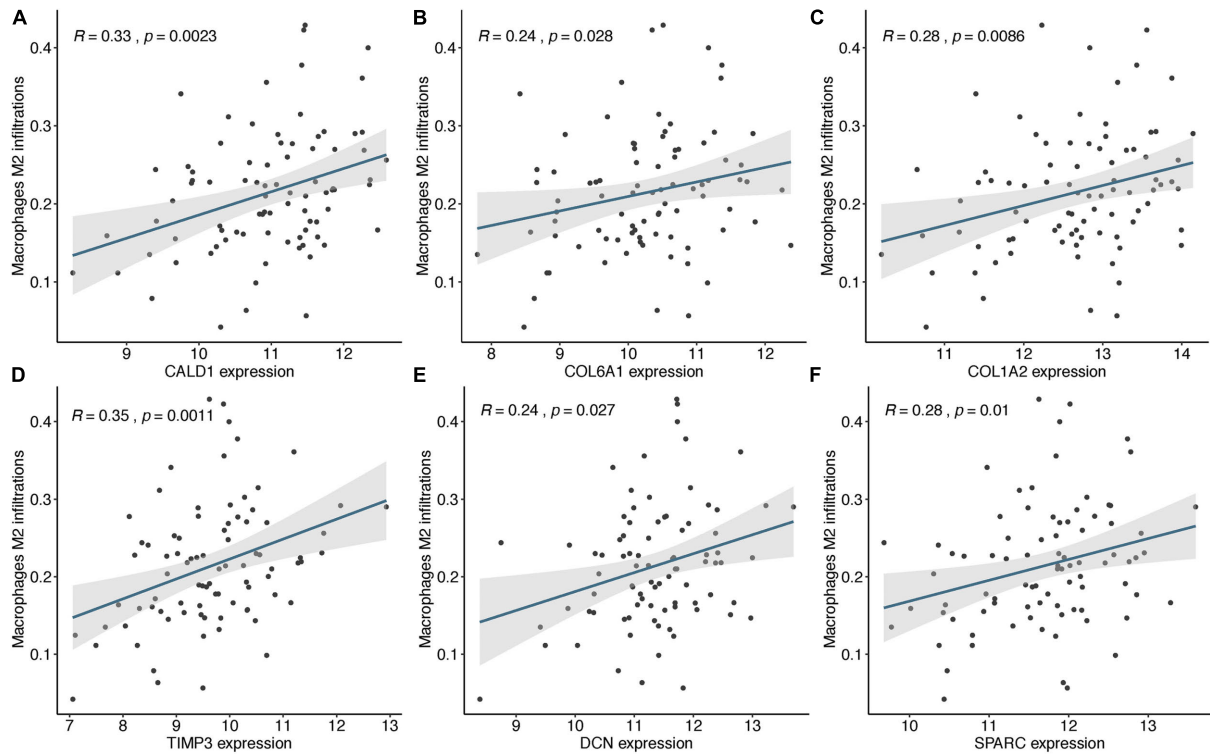 A
R = 0.33 , p = 0.0023
Macrophages M2 infiltrations
0.4
0.3
0.2
0.1
9 10 11 12
CALD1 expression
B
R = 0.24 , p = 0.028
Macrophages M2 infiltrations
0.4
0.3
0.2
0.1
8 9 10 11 12
COL6A1 expression
C
R = 0.28 , p = 0.0086
Macrophages M2 infiltrations
0.4
0.3
0.2
0.1
11 12 13 14
COL1A2 expression
D
R = 0.35 , p = 0.0011
Macrophages M2 infiltrations
0.4
0.3
0.2
0.1
7 8 9 10 11 12 13
TIMP3 expression
E
R = 0.24 , p = 0.027
Macrophages M2 infiltrations
0.4
0.3
0.2
0.1
9 10 11 12 13
DCN expression
F
R = 0.28 , p = 0.01
Macrophages M2 infiltrations
0.4
0.3
0.2
0.1
10 11 12 13
SPARC expression